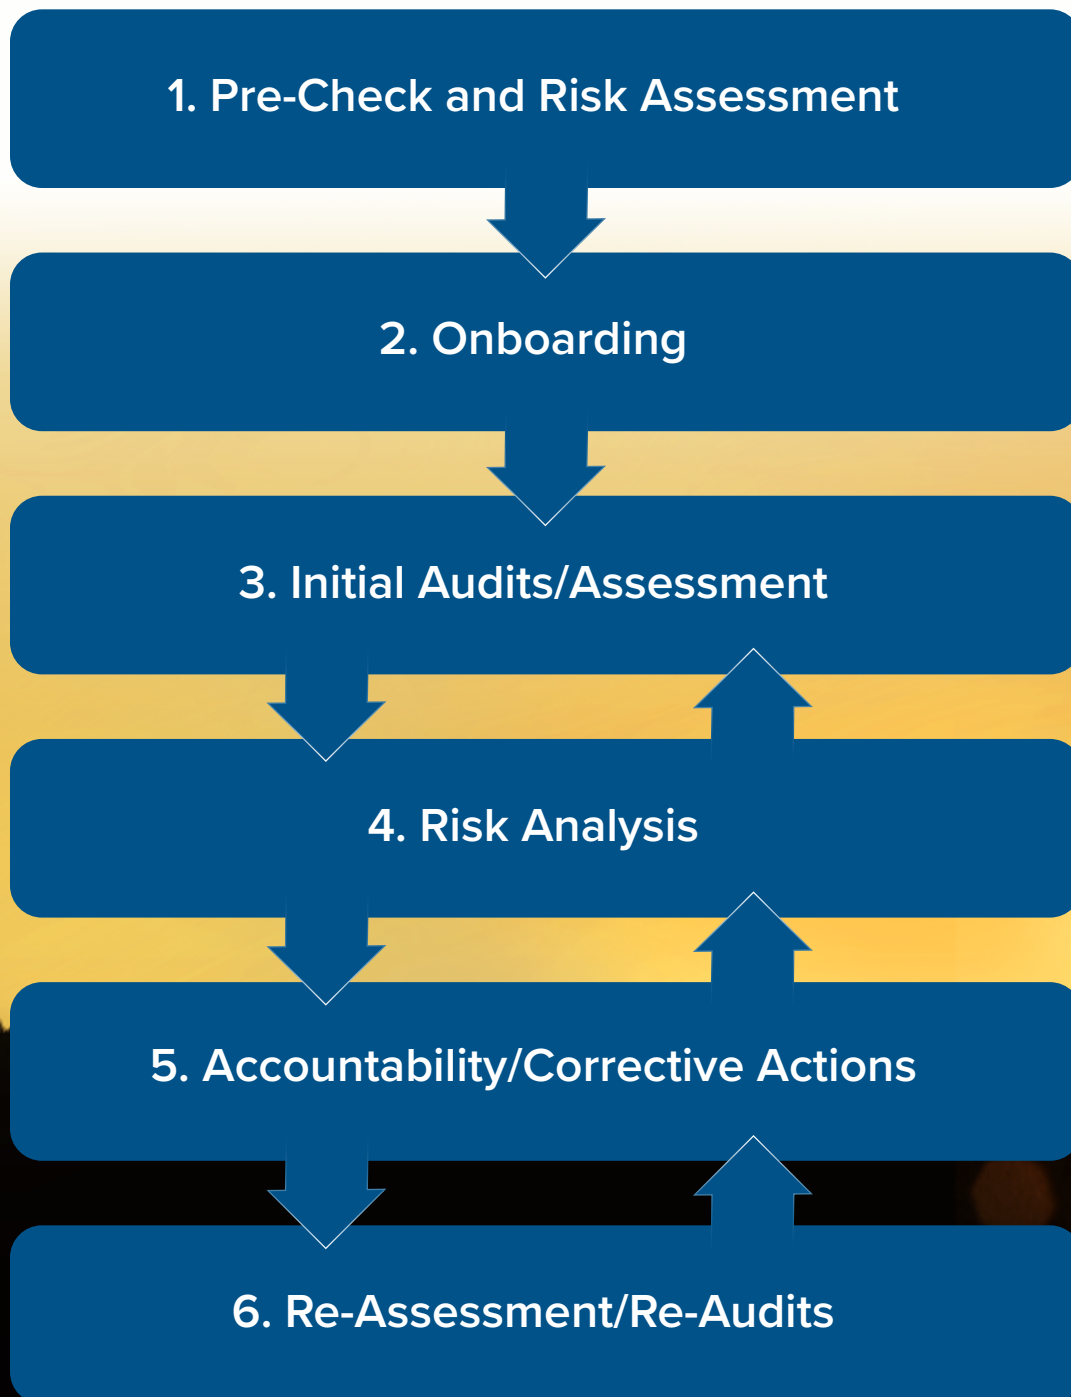 1. Pre-Check and Risk Assessment
2. Onboarding
3. Initial Audits/Assessment
4. Risk Analysis
5. Accountability/Corrective Actions
6. Re-Assessment/Re-Audits